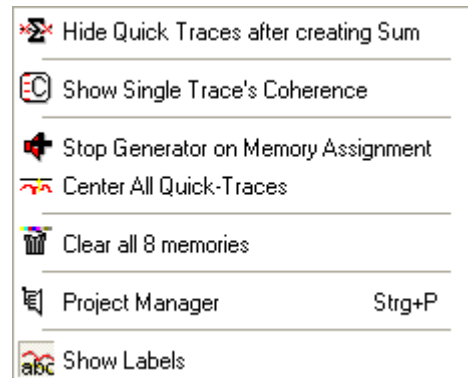 Hide Quick Traces after creating Sum
Show Single Trace's Coherence
Stop Generator on Memory Assignment
Center All Quick-Traces
Clear all 8 memories
Project Manager Strg+P
abc Show Labels